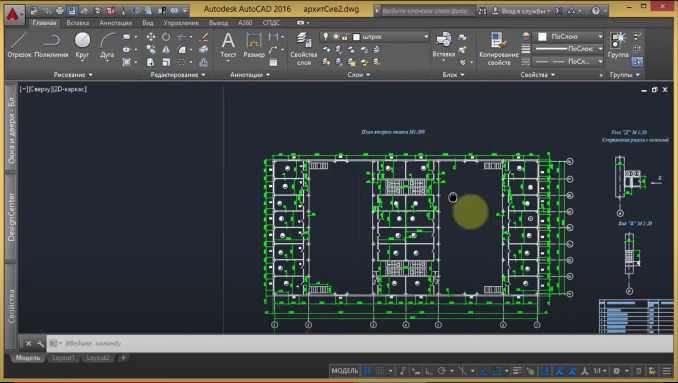 Autodesk AutoCAD 2016 архитСив2.dwg
Введите ключевое слово/фразу
Вход в службы
Главная Вставка Аннотации Вид Управление Вывод A360 СПДС
Отрезок Полилиния Круг Дуга
Текст Размер
Свойства слоя
штрих
Вставка
Копирование свойств
ПоСлою
ПоСлою
ПоСл...
Группа
Рисование Редактирование Аннотации Слои Блок Свойства Группы
[−][Сверху][2D-каркас]
Окна и двери - Бл...
DesignCenter
Свойства
План второго этажа М1:200
Узел "Д" М 1:20
Вид "К" М 1:20
Введите команду
Модель Layout1 Layout2 +
МОДЕЛЬ
1:1